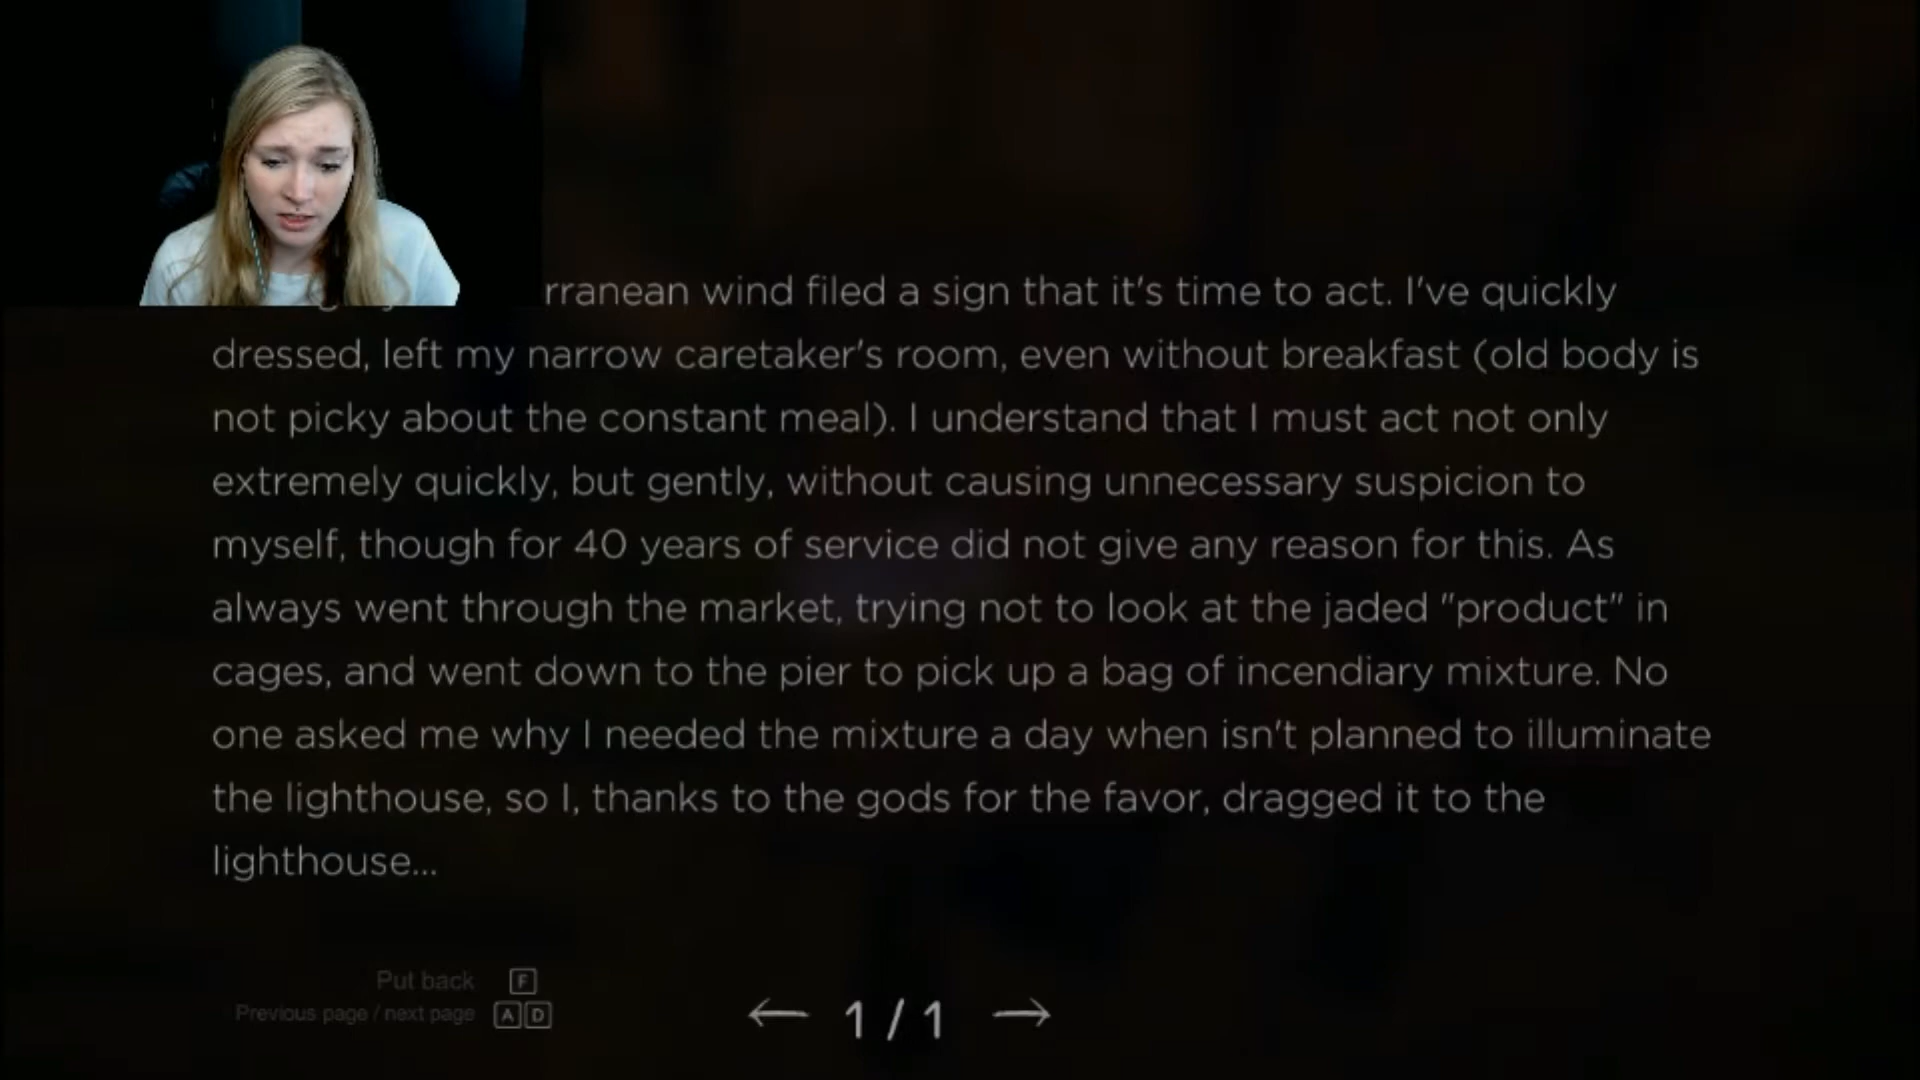 wind filed a sign that it's time to act. I've quickly
dressed, left my narrow caretaker's room, even without breakfast (old body is
not picky about the constant meal). I understand that I must act not only
extremely quickly, but gently, without causing unnecessary suspicion to
myself, though for 40 years of service did not give any reason for this. As
always went through the market, trying not to look at the jaded "product" in
cages, and went down to the pier to pick up a bag of incendiary mixture. No
one asked me why I needed the mixture a day when isn't planned to illuminate
the lighthouse, so I, thanks to the gods for the favor, dragged it to the
lighthouse...
Put back F
Previous page / next page A D
← 1 / 1 →